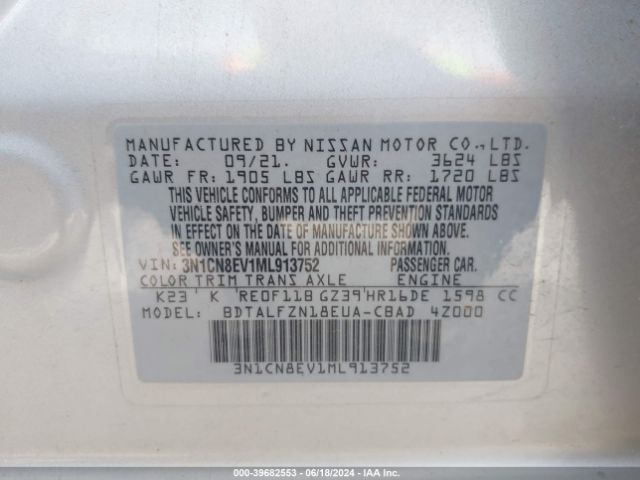 MANUFACTURED BY NISSAN MOTOR CO., LTD.
DATE: 09/21. GVWR: 3624 LBS
GAWR FR: 1905 LBS GAWR RR: 1720 LBS
THIS VEHICLE CONFORMS TO ALL APPLICABLE FEDERAL MOTOR
VEHICLE SAFETY, BUMPER AND THEFT PREVENTION STANDARDS
IN EFFECT ON THE DATE OF MANUFACTURE SHOWN ABOVE.
SEE OWNER'S MANUAL FOR ADDITIONAL INFORMATION.
VIN: 3N1CN8EV1ML913752 PASSENGER CAR.
COLOR TRIM TRANS AXLE ENGINE
K23 K RE0F11B GZ39 HR16DE 1598 CC
MODEL: BDTALFZN18EUA-CBAD 4Z000
3N1CN8EV1ML913752
000-39682553 - 06/18/2024 - IAA Inc.